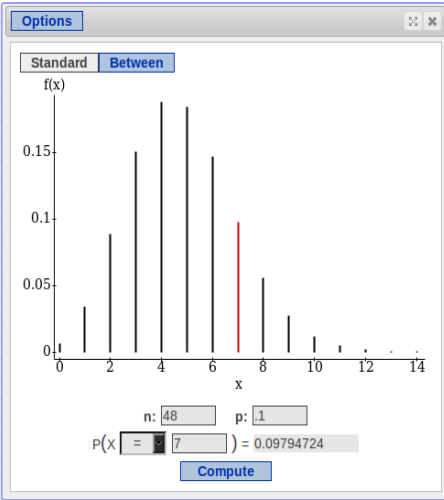 Options
Standard Between
f(x)
0.15
0.1
0.05
0
0 2 4 6 8 10 12 14
x
n: 48 p: .1
P(X = 7 ) = 0.09794724
Compute